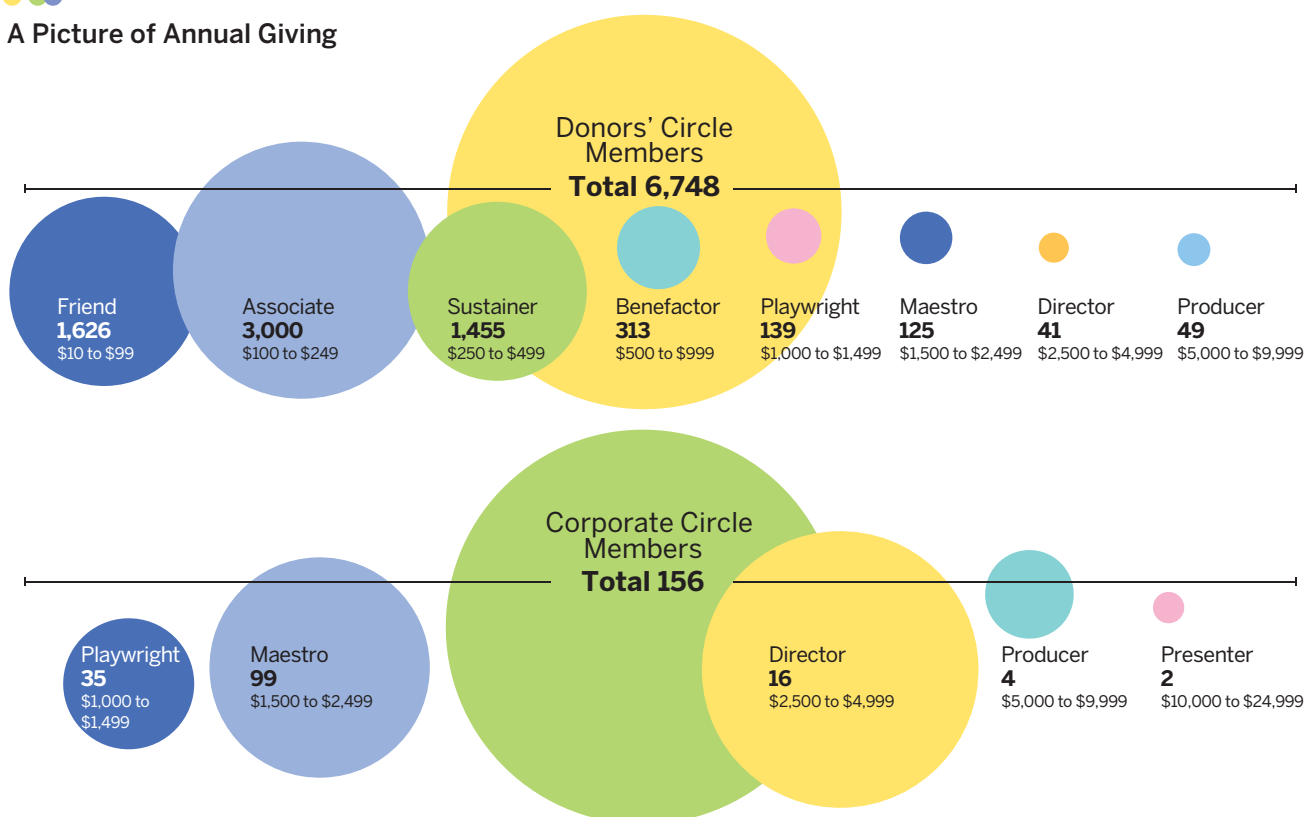 A Picture of Annual Giving
Donors’ Circle
Members
Total 6,748
Friend
1,626
$10 to $99
Associate
3,000
$100 to $249
Sustainer
1,455
$250 to $499
Benefactor
313
$500 to $999
Playwright
139
$1,000 to $1,499
Maestro
125
$1,500 to $2,499
Director
41
$2,500 to $4,999
Producer
49
$5,000 to $9,999
Corporate Circle
Members
Total 156
Playwright
35
$1,000 to
$1,499
Maestro
99
$1,500 to $2,499
Director
16
$2,500 to $4,999
Producer
4
$5,000 to $9,999
Presenter
2
$10,000 to $24,999